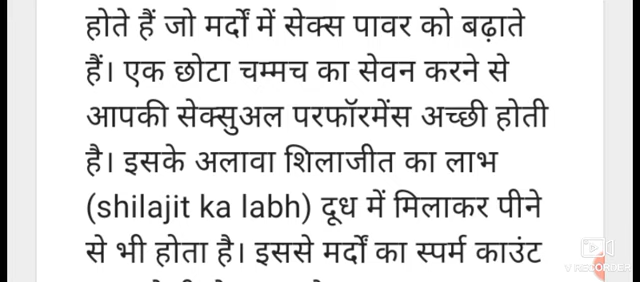 होते हैं जो मर्दों में सेक्स पावर को बढ़ाते
हैं। एक छोटा चम्मच का सेवन करने से
आपकी सेक्सुअल परफॉरमेंस अच्छी होती
है। इसके अलावा शिलाजीत का लाभ
(shilajit ka labh) दूध में मिलाकर पीने
से भी होता है। इससे मर्दों का स्पर्म काउंट
V RECORDER